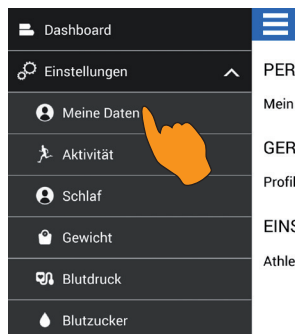 Dashboard
Einstellungen
Meine Daten
Aktivität
Schlaf
Gewicht
Blutdruck
Blutzucker
PER
Mein
GER
Profil
EINS
Athle